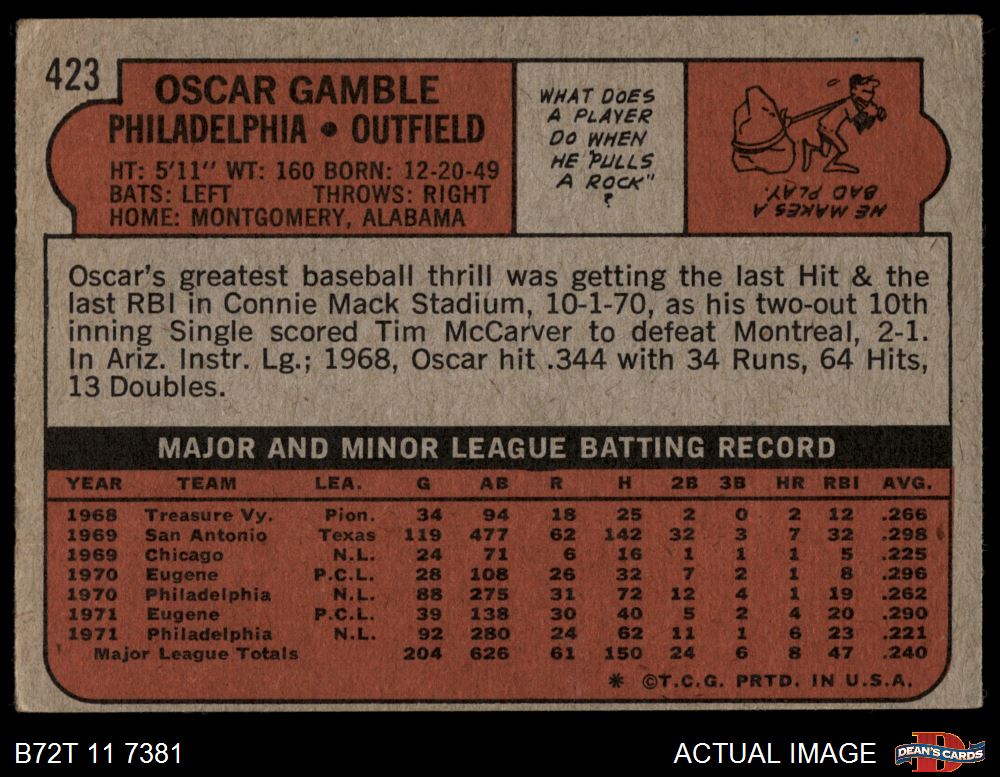 423
OSCAR GAMBLE
PHILADELPHIA • OUTFIELD
HT: 5'11" WT: 160 BORN: 12-20-49
BATS: LEFT THROWS: RIGHT
HOME: MONTGOMERY, ALABAMA
WHAT DOES
A PLAYER
DO WHEN
HE "PULLS
A ROCK"
?
HE MAKES A
BAD PLAY.
Oscar's greatest baseball thrill was getting the last Hit & the
last RBI in Connie Mack Stadium, 10-1-70, as his two-out 10th
inning Single scored Tim McCarver to defeat Montreal, 2-1.
In Ariz. Instr. Lg.; 1968, Oscar hit .344 with 34 Runs, 64 Hits,
13 Doubles.
MAJOR AND MINOR LEAGUE BATTING RECORD
YEAR TEAM LEA. G AB R H 2B 3B HR RBI AVG.
1968 Treasure Vy. Pion. 34 94 18 25 2 0 2 12 .266
1969 San Antonio Texas 119 477 62 142 32 3 7 32 .298
1969 Chicago N.L. 24 71 6 16 1 1 1 5 .225
1970 Eugene P.C.L. 28 108 26 32 7 2 1 8 .296
1970 Philadelphia N.L. 88 275 31 72 12 4 1 19 .262
1971 Eugene P.C.L. 39 138 30 40 5 2 4 20 .290
1971 Philadelphia N.L. 92 280 24 62 11 1 6 23 .221
Major League Totals 204 626 61 150 24 6 8 47 .240
* ©T.C.G. PRTD. IN U.S.A.
B72T 11 7381
ACTUAL IMAGE
DEAN'S CARDS